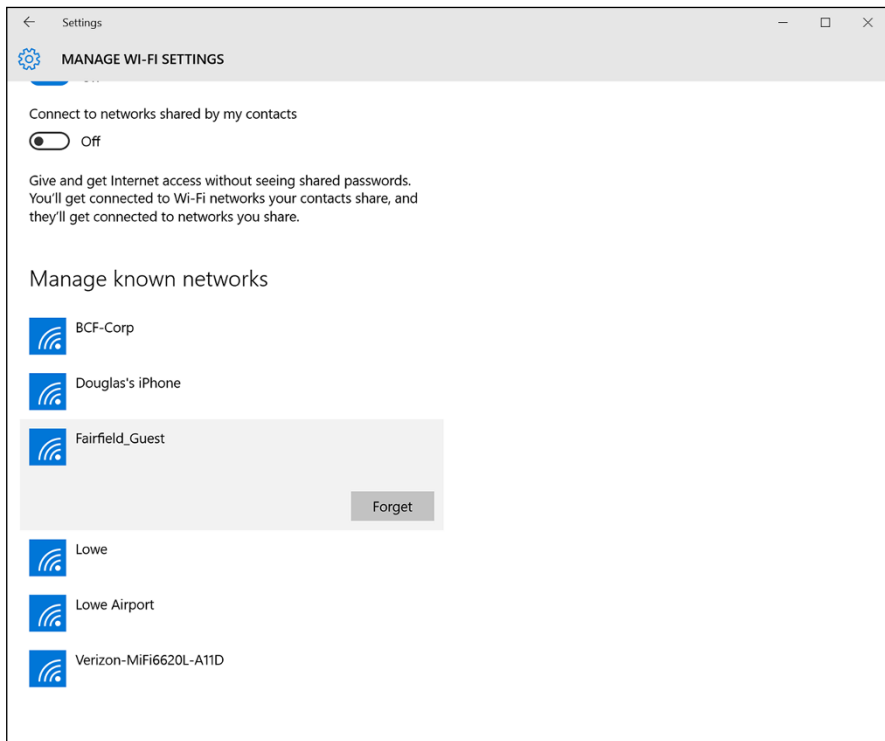 Settings
MANAGE WI-FI SETTINGS
Connect to networks shared by my contacts
Off
Give and get Internet access without seeing shared passwords.
You'll get connected to Wi-Fi networks your contacts share, and
they'll get connected to networks you share.
Manage known networks
BCF-Corp
Douglas's iPhone
Fairfield_Guest
Forget
Lowe
Lowe Airport
Verizon-MiFi6620L-A11D